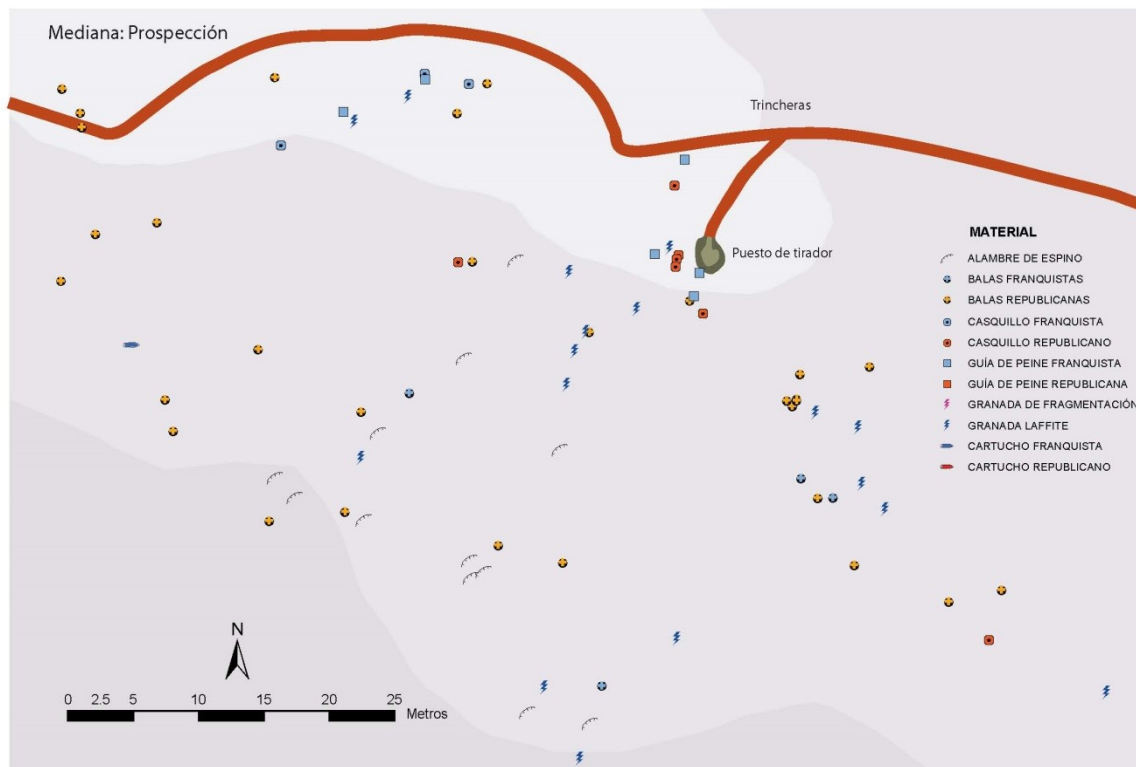 Mediana: Prospección
Trincheras
Puesto de tirador
MATERIAL
ALAMBRE DE ESPINO
BALAS FRANQUISTAS
BALAS REPUBLICANAS
CASQUILLO FRANQUISTA
CASQUILLO REPUBLICANO
GUÍA DE PEINE FRANQUISTA
GUÍA DE PEINE REPUBLICANA
GRANADA DE FRAGMENTACIÓN
GRANADA LAFFITE
CARTUCHO FRANQUISTA
CARTUCHO REPUBLICANO
N
0 2.5 5 10 15 20 25
Metros